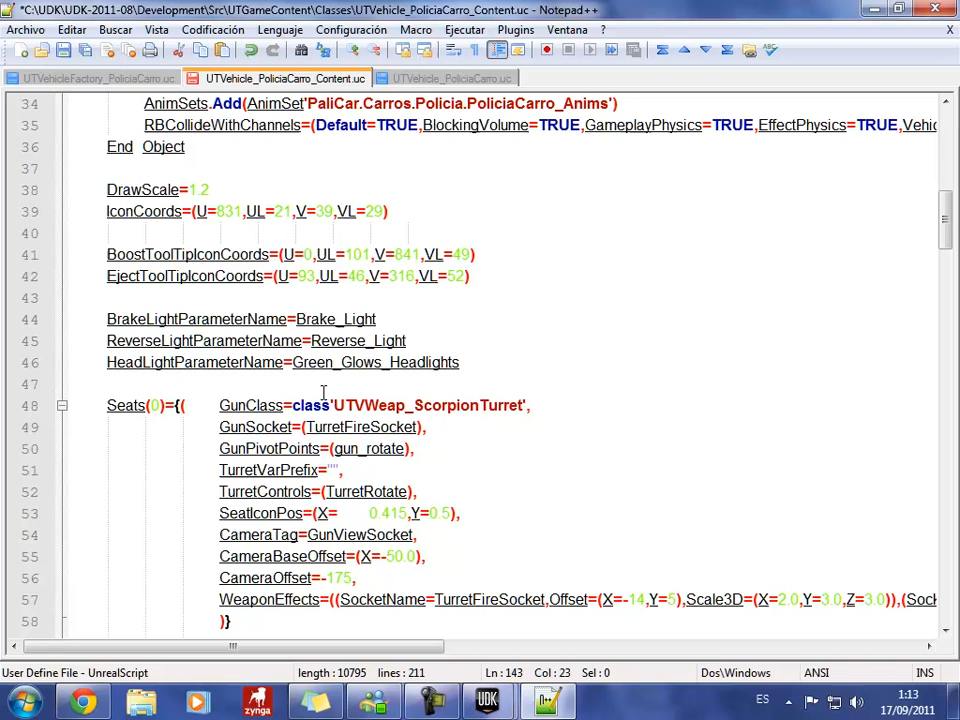 *C:\UDK\UDK-2011-08\Development\Src\UTGameContent\Classes\UTVehicle_PoliciaCarro_Content.uc - Notepad++
Archivo Editar Buscar Vista Codificación Lenguaje Configuración Macro Ejecutar Plugins Ventana ? X
UTVehicleFactory_PoliciaCarro.uc UTVehicle_PoliciaCarro_Content.uc UTVehicle_PoliciaCarro.uc
34 AnimSets.Add(AnimSet'PaliCar.Carros.Policia.PoliciaCarro_Anims')
35 RBCollideWithChannels=(Default=TRUE,BlockingVolume=TRUE,GameplayPhysics=TRUE,EffectPhysics=TRUE,Vehic
36 End Object
37
38 DrawScale=1.2
39 IconCoords=(U=831,UL=21,V=39,VL=29)
40
41 BoostToolTipIconCoords=(U=0,UL=101,V=841,VL=49)
42 EjectToolTipIconCoords=(U=93,UL=46,V=316,VL=52)
43
44 BrakeLightParameterName=Brake_Light
45 ReverseLightParameterName=Reverse_Light
46 HeadLightParameterName=Green_Glows_Headlights
47
48 Seats(0)={( GunClass=class'UTVWeap_ScorpionTurret',
49 GunSocket=(TurretFireSocket),
50 GunPivotPoints=(gun_rotate),
51 TurretVarPrefix="",
52 TurretControls=(TurretRotate),
53 SeatIconPos=(X= 0.415,Y=0.5),
54 CameraTag=GunViewSocket,
55 CameraBaseOffset=(X=-50.0),
56 CameraOffset=-175,
57 WeaponEffects=((SocketName=TurretFireSocket,Offset=(X=-14,Y=5),Scale3D=(X=2.0,Y=3.0,Z=3.0)),(Sock
58 )}
User Define File - UnrealScript length : 10795 lines : 211 Ln : 143 Col : 23 Sel : 0 Dos\Windows ANSI INS
zynga UDK N++ ES 1:13
17/09/2011